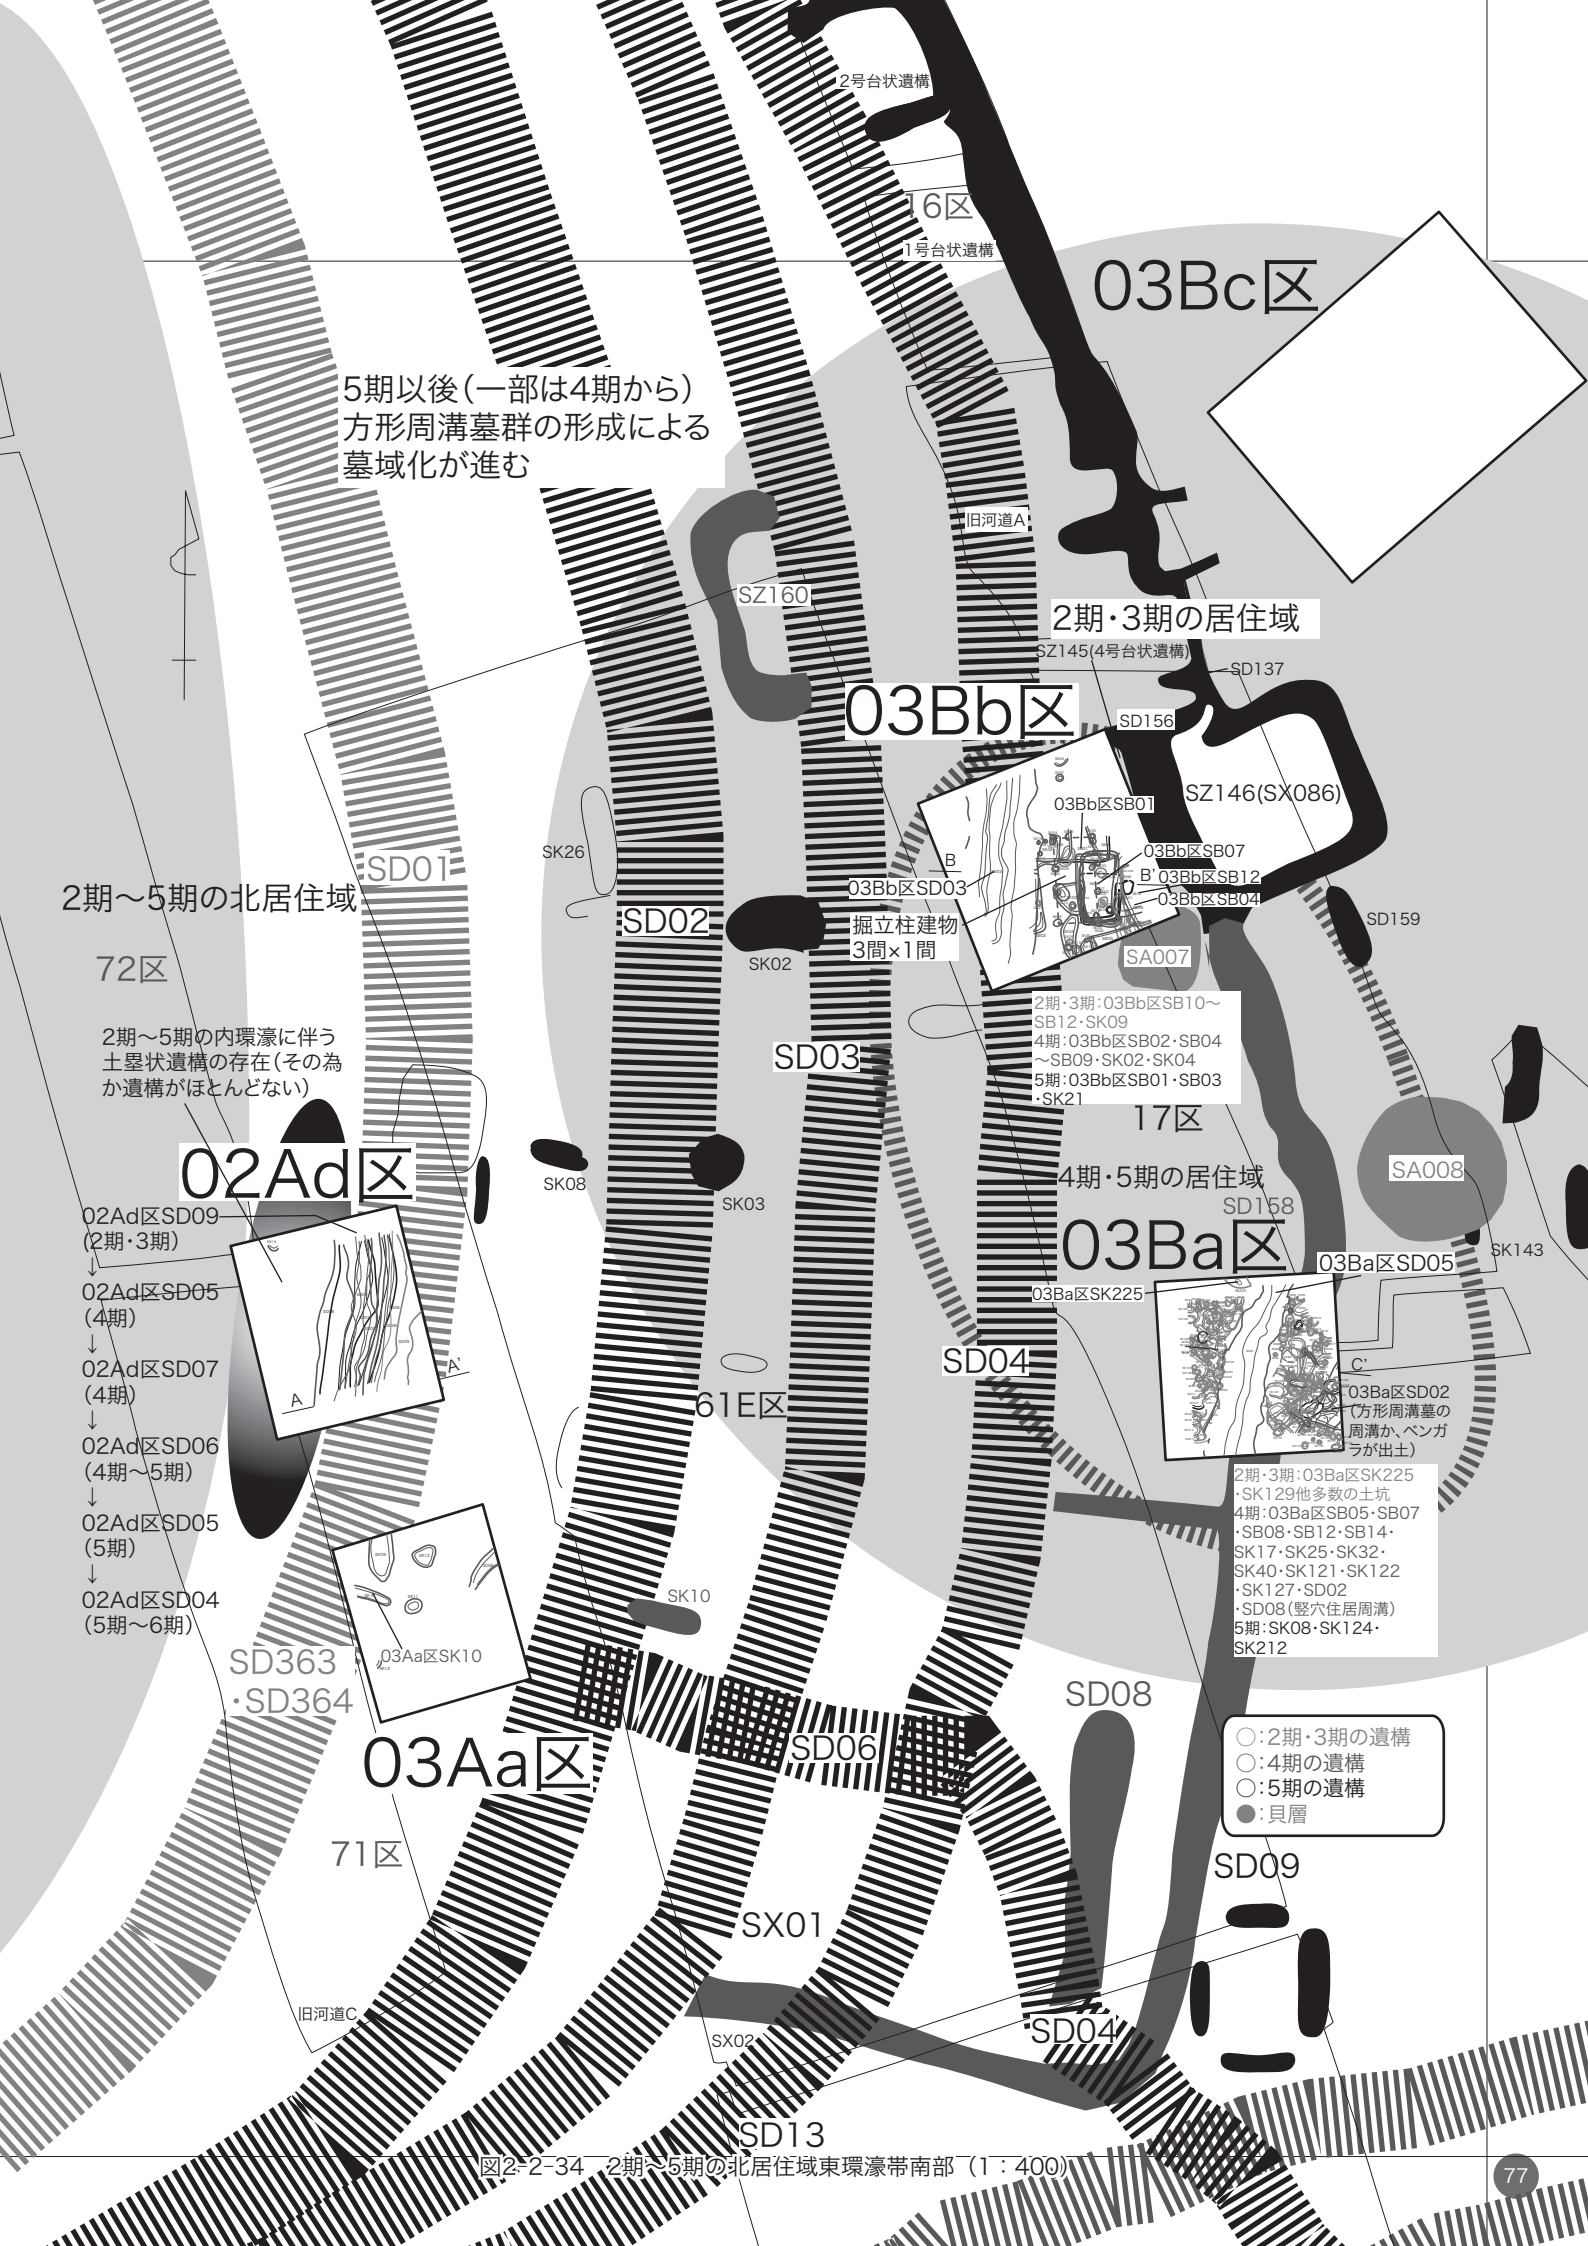 2号台状遺構
16区
1号台状遺構
03Bc区
5期以後（一部は4期から）
方形周溝墓群の形成による
墓域化が進む
旧河道A
SZ160
2期・3期の居住域
SZ145(4号台状遺構)
SD137
03Bb区
SD156
SZ146(SX086)
03Bb区SB01
SK26
SD01
B
03Bb区SB07
B'
03Bb区SB12
03Bb区SD03
03Bb区SB04
2期～5期の北居住域
SD02
掘立柱建物
3間×1間
SD159
SK02
SA007
72区
2期・3期：03Bb区SB10～
SB12・SK09
4期：03Bb区SB02・SB04
～SB09・SK02・SK04
5期：03Bb区SB01・SB03
・SK21
2期～5期の内環濠に伴う
土塁状遺構の存在（その為
か遺構がほとんどない）
SD03
17区
02Ad区
SK08
SK03
4期・5期の居住域
SA008
SD158
02Ad区SD09
(2期・3期)
↓
02Ad区SD05
(4期)
↓
02Ad区SD07
(4期)
↓
02Ad区SD06
(4期～5期)
↓
02Ad区SD05
(5期)
↓
02Ad区SD04
(5期～6期)
03Ba区
SK143
03Ba区SD05
03Ba区SK225
C
C'
SD04
A
A'
61E区
03Ba区SD02
（方形周溝墓の
周溝か、ベンガ
ラが出土）
2期・3期：03Ba区SK225
・SK129他多数の土坑
4期：03Ba区SB05・SB07
・SB08・SB12・SB14・
SK17・SK25・SK32・
SK40・SK121・SK122
・SK127・SD02
・SD08（竪穴住居周溝）
5期：SK08・SK124・
SK212
SK10
03Aa区SK10
SD363
・SD364
03Aa区
SD06
SD08
○：2期・3期の遺構
○：4期の遺構
○：5期の遺構
●：貝層
71区
SD09
SX01
旧河道C
SX02
SD04
SD13
図2-2-34　2期～5期の北居住域東環濠帯南部（1：400）
77